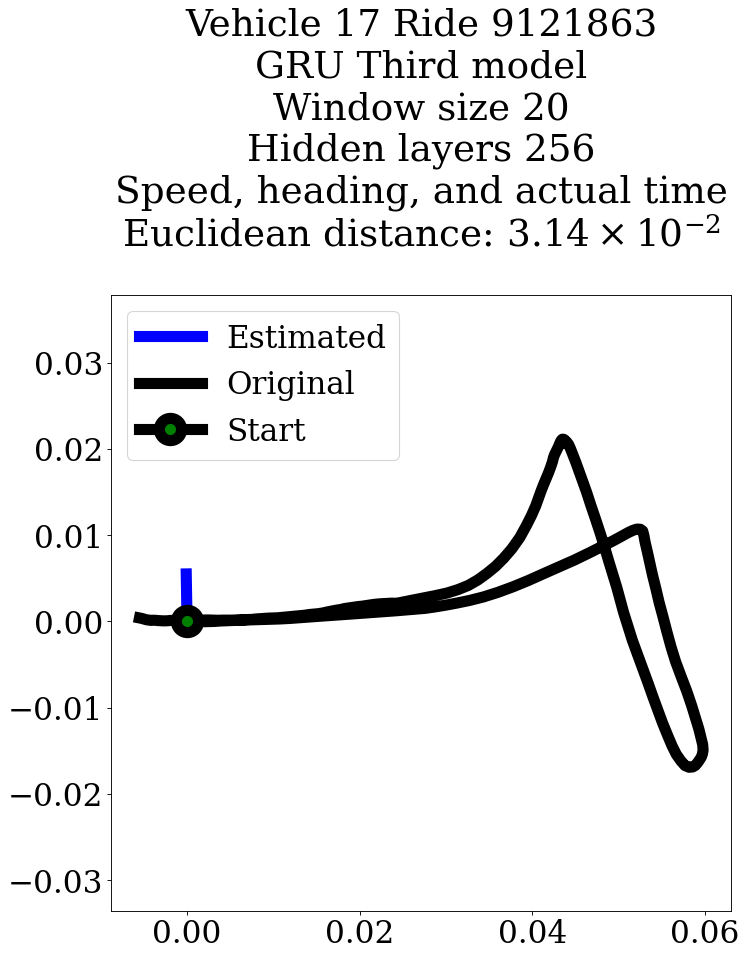 Vehicle 17 Ride 9121863
GRU Third model
Window size 20
Hidden layers 256
Speed, heading, and actual time
Euclidean distance: 3.14 × 10⁻²
Estimated
Original
Start
0.03
0.02
0.01
0.00
−0.01
−0.02
−0.03
0.00 0.02 0.04 0.06